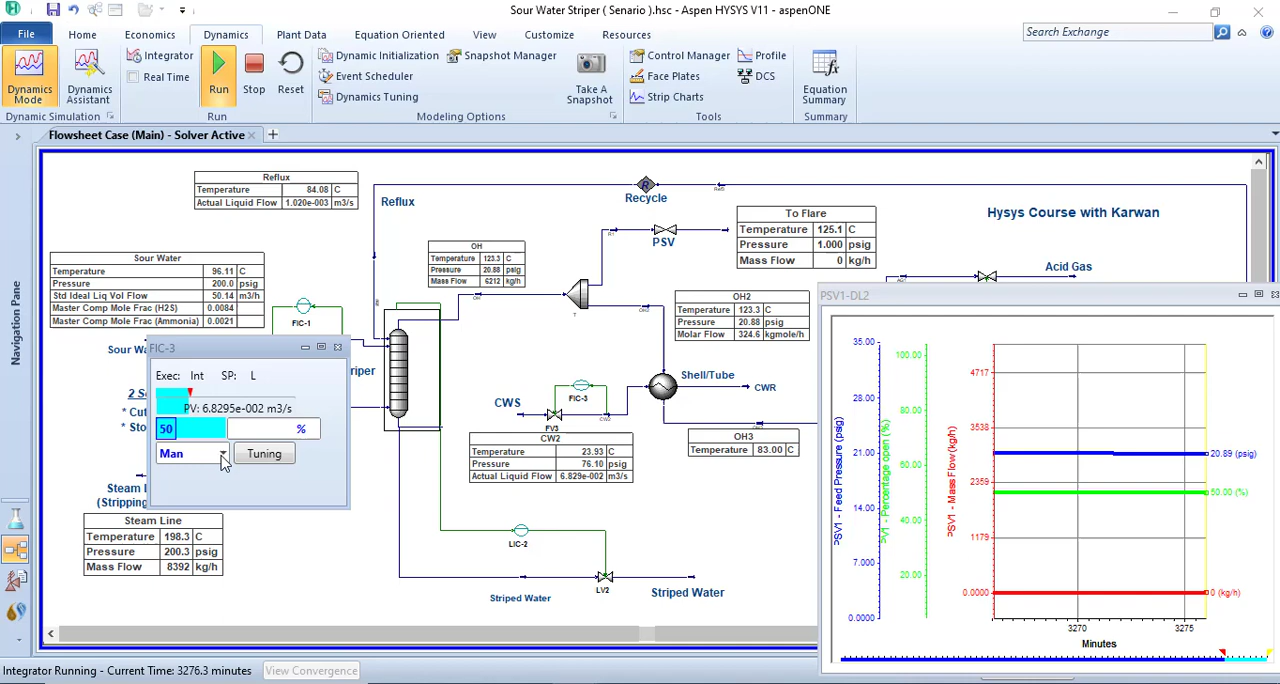 Sour Water Striper ( Senario ).hsc - Aspen HYSYS V11 - aspenONE
File
Home
Economics
Dynamics
Plant Data
Equation Oriented
View
Customize
Resources
Search Exchange
Dynamics
Mode
Dynamics
Assistant
Integrator
Real Time
Run
Stop
Reset
Dynamic Initialization
Event Scheduler
Dynamics Tuning
Snapshot Manager
Take A
Snapshot
Control Manager
Face Plates
Strip Charts
Profile
DCS
Equation
Summary
Dynamic Simulation
Run
Modeling Options
Tools
Summary
Flowsheet Case (Main) - Solver Active
Navigation Pane
Reflux
Temperature 84.08 C
Actual Liquid Flow 1.020e-003 m3/s
Reflux
Recycle
Hysys Course with Karwan
To Flare
Temperature 125.1 C
Pressure 1.000 psig
Mass Flow 0 kg/h
PSV
OH
Temperature 123.3 C
Pressure 20.88 psig
Mass Flow 6212 kg/h
Acid Gas
Sour Water
Temperature 96.11 C
Pressure 200.0 psig
Std Ideal Liq Vol Flow 50.14 m3/h
Master Comp Mole Frac (H2S) 0.0084
Master Comp Mole Frac (Ammonia) 0.0021
FIC-1
OH2
Temperature 123.3 C
Pressure 20.88 psig
Molar Flow 324.6 kgmole/h
Sour Wa
riper
2 S
* Cut
* Sto
FIC-3
Exec: Int SP: L
PV: 6.8295e-002 m3/s
50 %
Man
Tuning
Shell/Tube
CWR
FIC-3
CWS
FV3
CW2
CW2
Temperature 23.93 C
Pressure 76.10 psig
Actual Liquid Flow 6.829e-002 m3/s
OH3
OH3
Temperature 83.00 C
Steam Li
(Stripping
Steam Line
Temperature 198.3 C
Pressure 200.3 psig
Mass Flow 8392 kg/h
LIC-2
LV2
Striped Water
Striped Water
PSV1-DL2
35.00
28.00
21.00
14.00
7.000
0.0000
PSV1 - Feed Pressure (psig)
100.00
80.00
60.00
40.00
20.00
PV1 - Percentage open (%)
4717
3538
2359
1179
0.0000
PSV1 - Mass Flow (kg/h)
20.89 (psig)
50.00 (%)
0 (kg/h)
3270
3275
Minutes
Integrator Running - Current Time: 3276.3 minutes
View Convergence